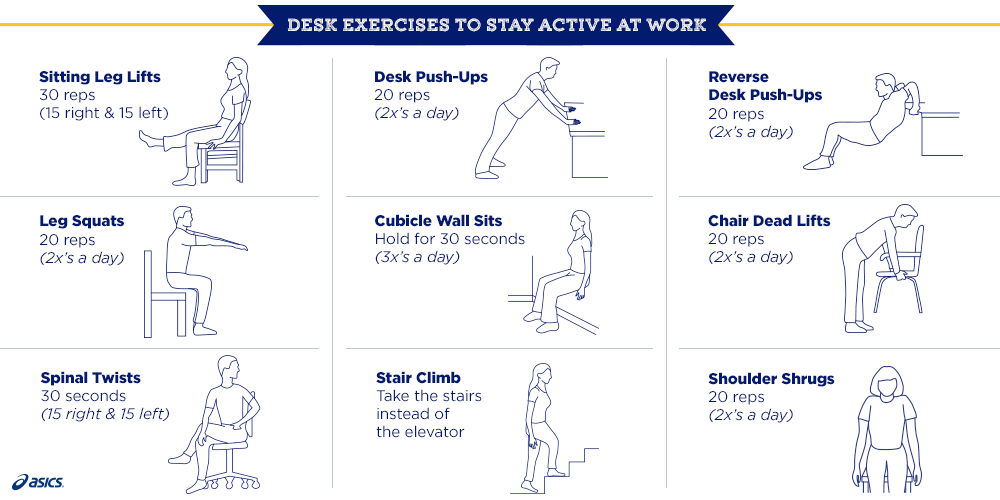 DESK EXERCISES TO STAY ACTIVE AT WORK
Sitting Leg Lifts
30 reps
(15 right & 15 left)
Desk Push-Ups
20 reps
(2x's a day)
Reverse
Desk Push-Ups
20 reps
(2x's a day)
Leg Squats
20 reps
(2x's a day)
Cubicle Wall Sits
Hold for 30 seconds
(3x's a day)
Chair Dead Lifts
20 reps
(2x's a day)
Spinal Twists
30 seconds
(15 right & 15 left)
Stair Climb
Take the stairs
instead of
the elevator
Shoulder Shrugs
20 reps
(2x's a day)
asics